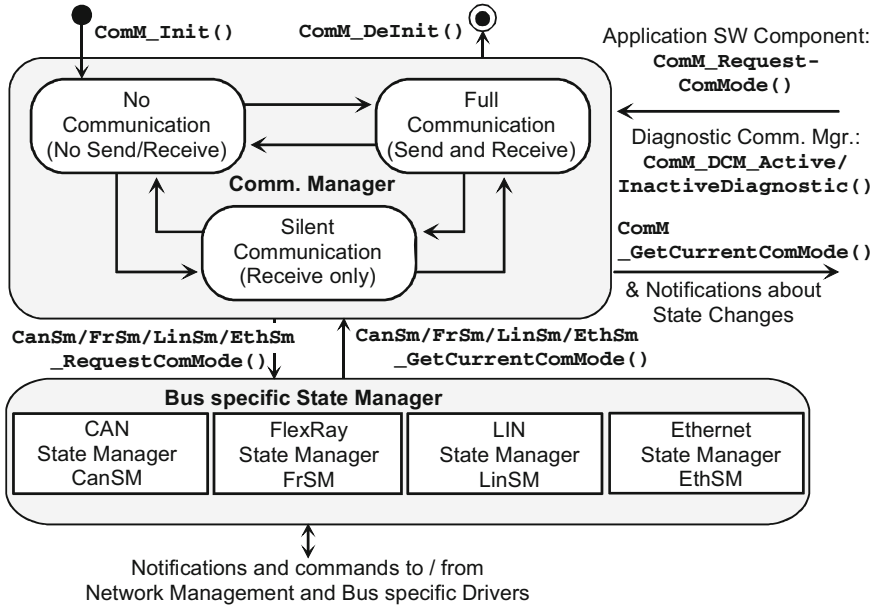 ComM_Init()
ComM_DeInit()
Application SW Component:
ComM_Request-
ComMode()
Diagnostic Comm. Mgr.:
ComM_DCM_Active/
InactiveDiagnostic()
ComM
_GetCurrentComMode()
& Notifications about
State Changes
No
Communication
(No Send/Receive)
Full
Communication
(Send and Receive)
Comm. Manager
Silent
Communication
(Receive only)
CanSm/FrSm/LinSm/EthSm
_RequestComMode()
CanSm/FrSm/LinSm/EthSm
_GetCurrentComMode()
Bus specific State Manager
CAN
State Manager
CanSM
FlexRay
State Manager
FrSM
LIN
State Manager
LinSM
Ethernet
State Manager
EthSM
Notifications and commands to / from
Network Management and Bus specific Drivers